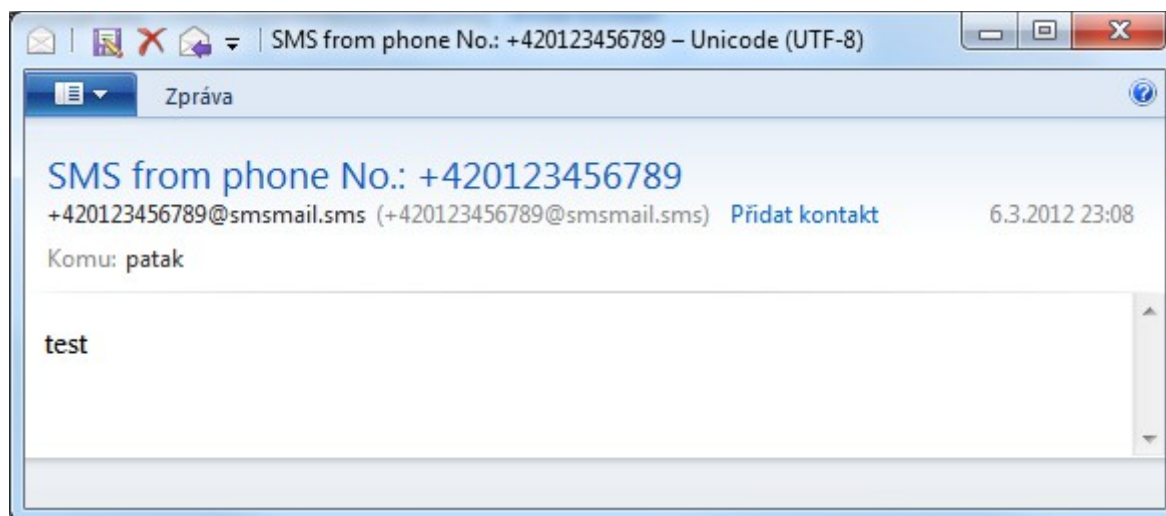 SMS from phone No.: +420123456789 – Unicode (UTF-8)
Zpráva
SMS from phone No.: +420123456789
+420123456789@smsmail.sms (+420123456789@smsmail.sms) Přidat kontakt 6.3.2012 23:08
Komu: patak
test